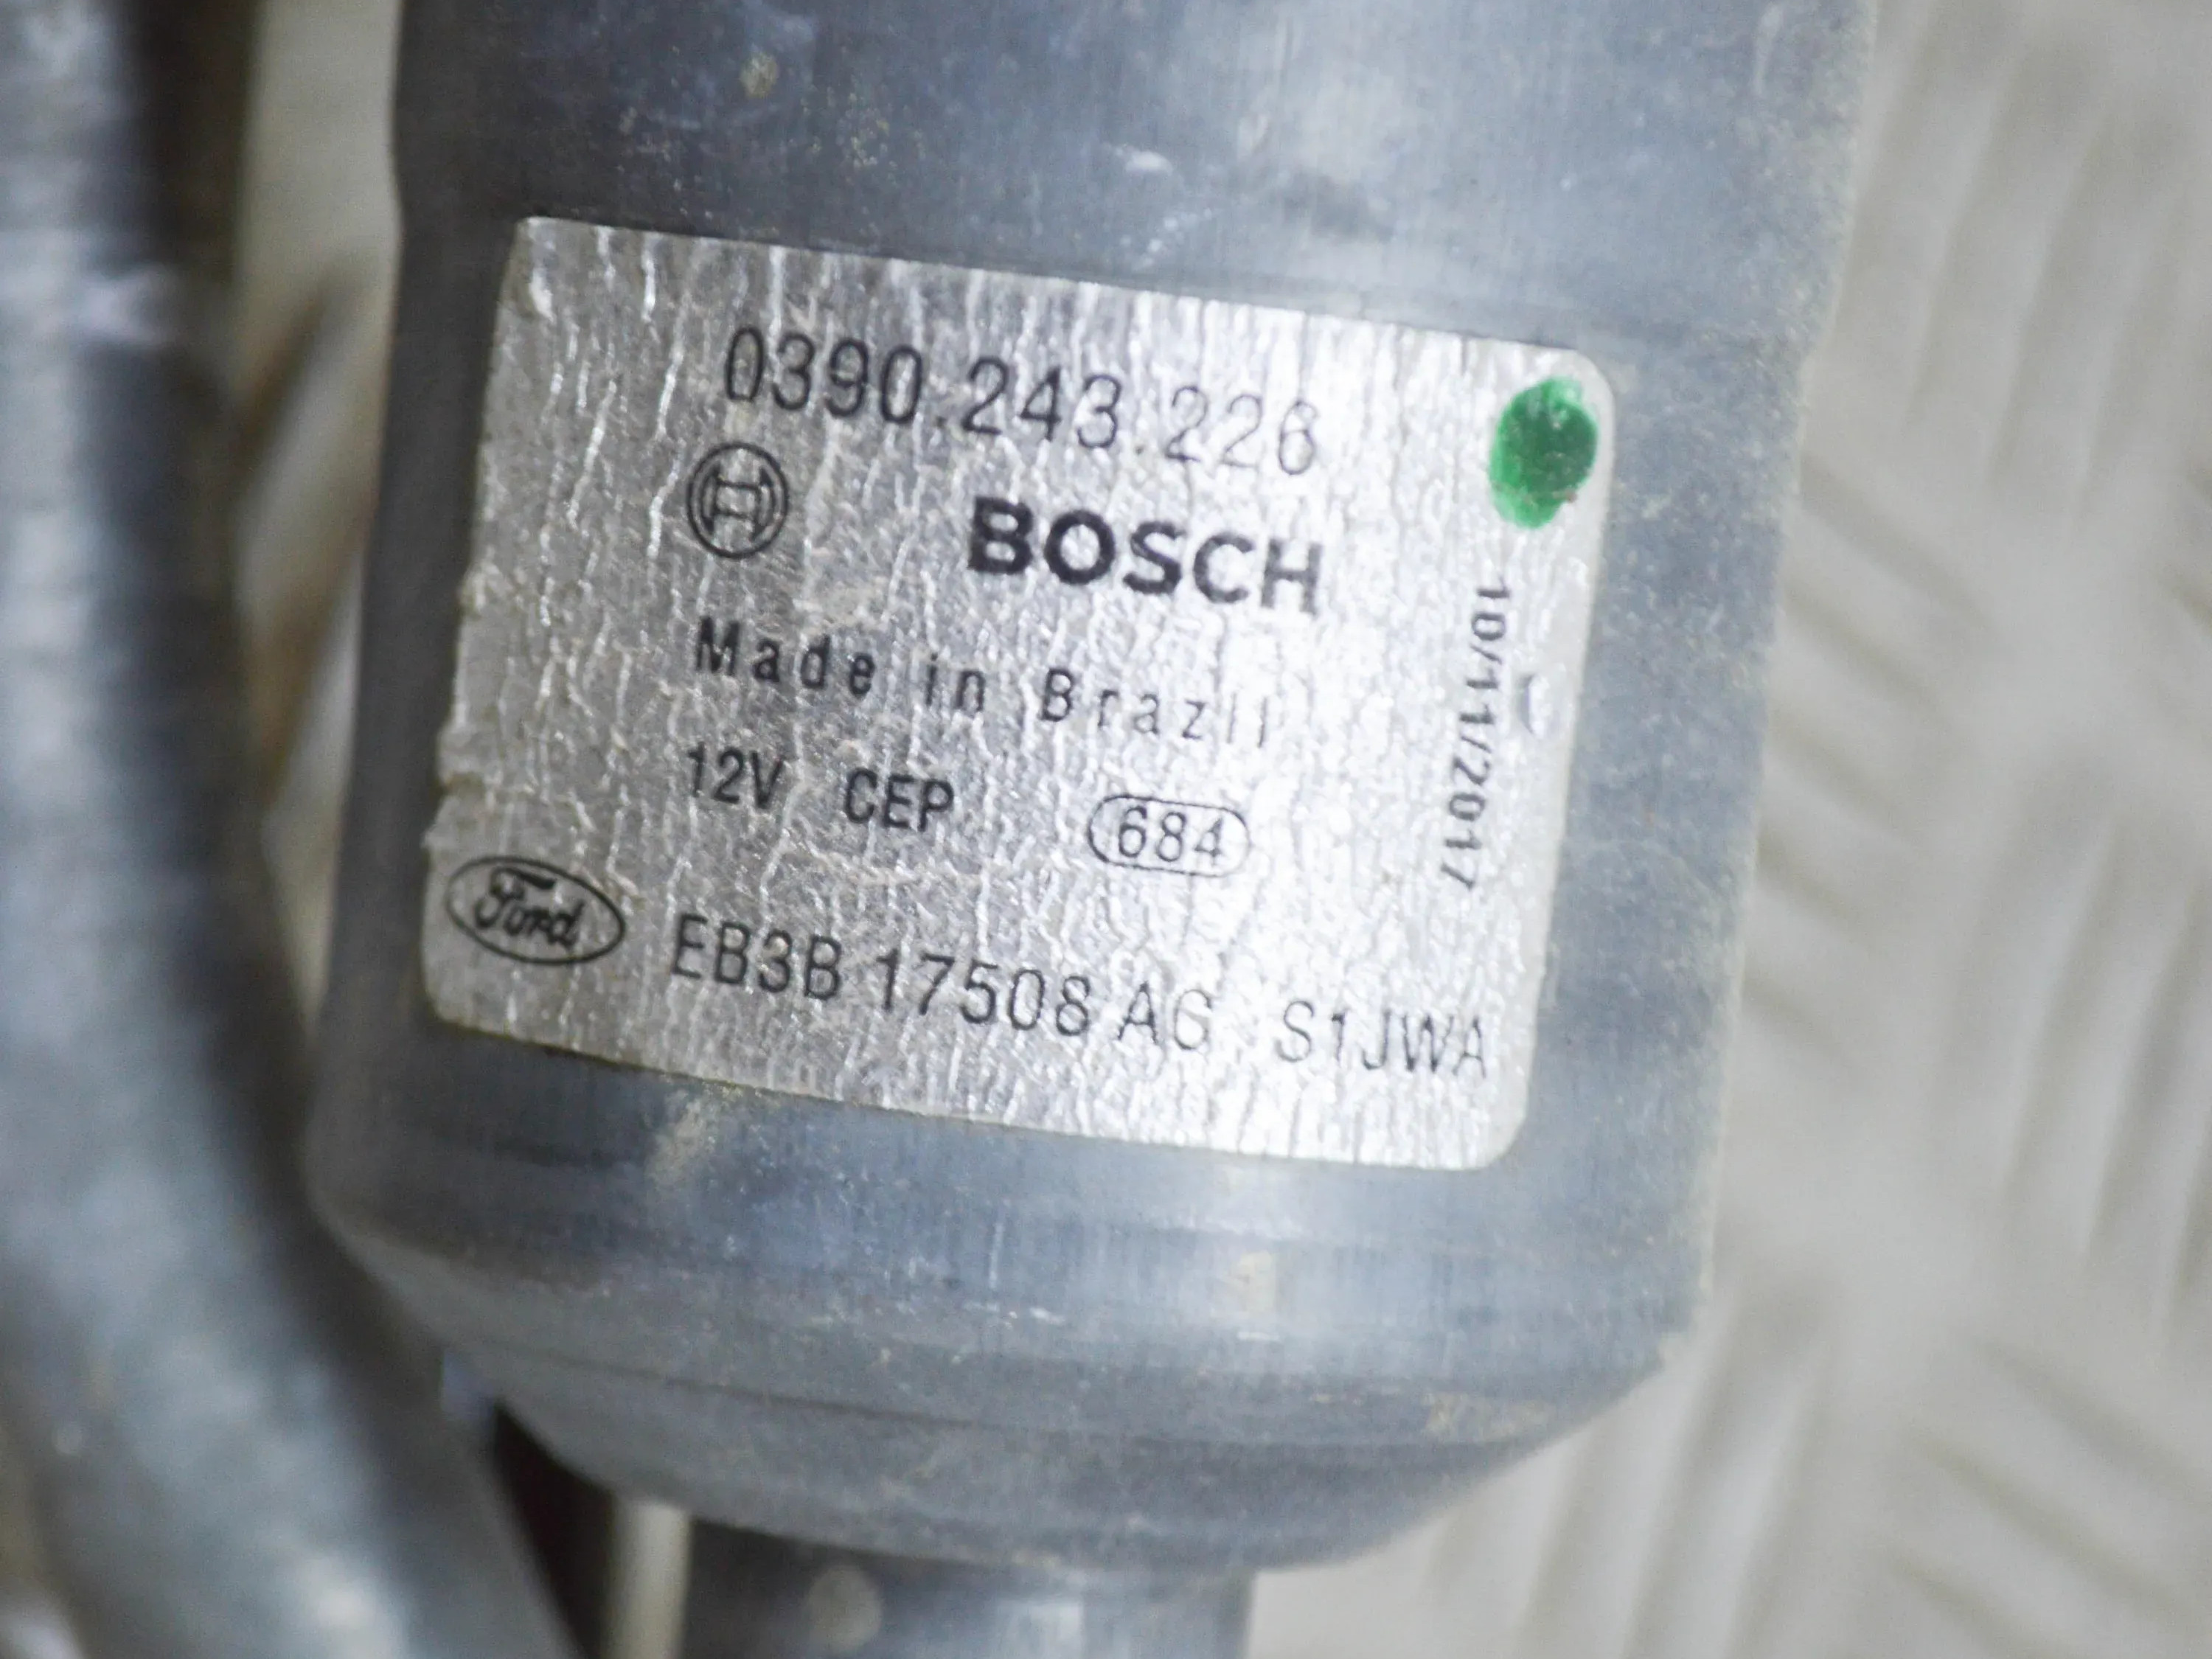 0390.243.226
BOSCH
Made in Brazil
12V CEP 684
Ford EB3B 17508 AG S1JWA
10/11/2017